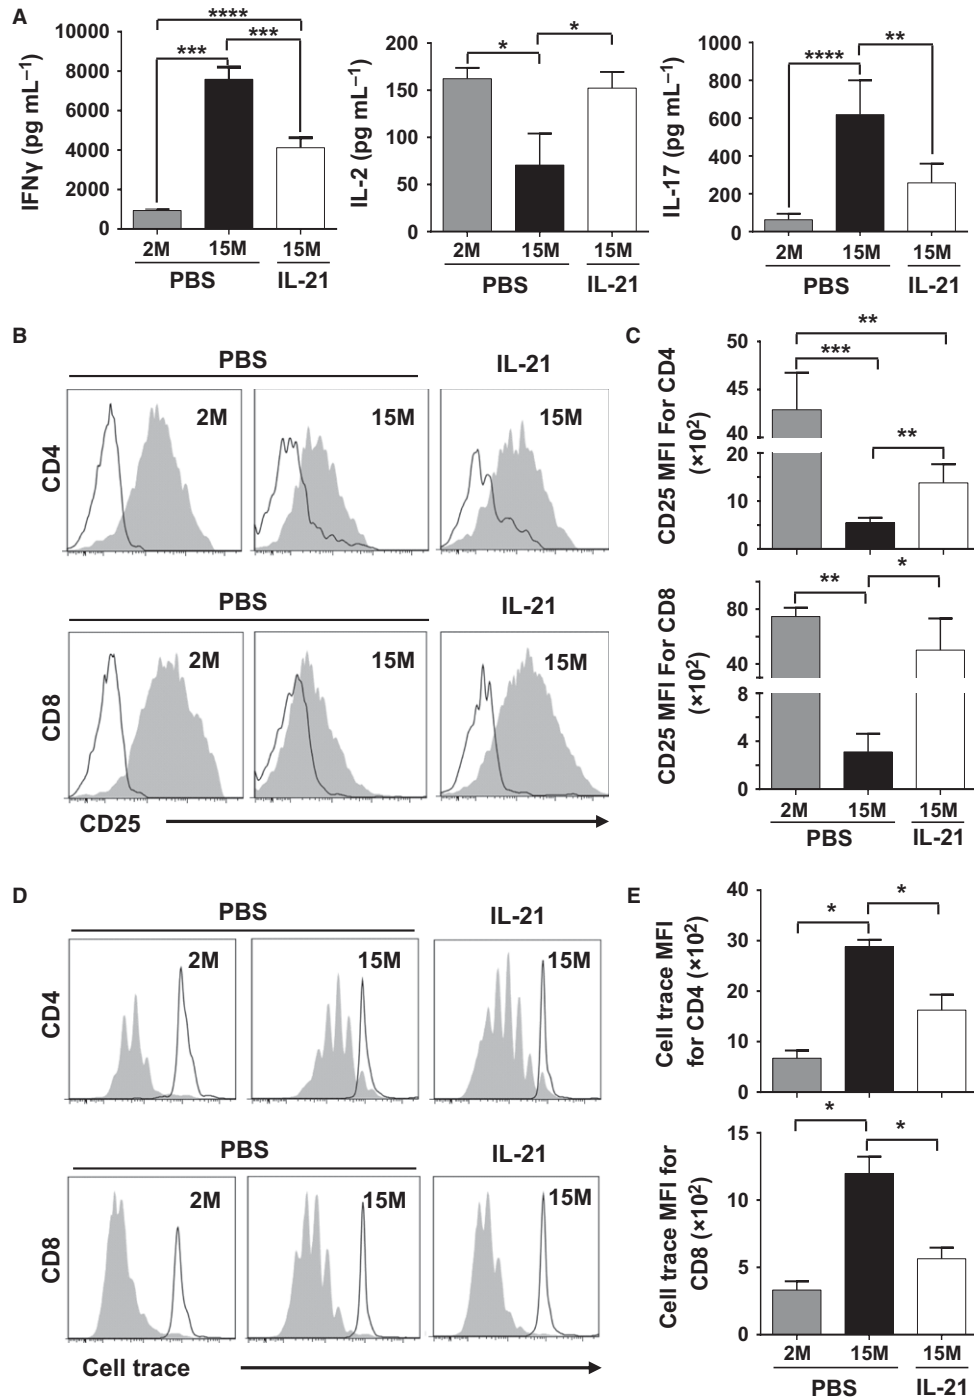 A
IFNγ (pg mL⁻¹)
10000
8000
6000
4000
2000
0
****
***
***
2M
15M
15M
PBS
IL-21
IL-2 (pg mL⁻¹)
200
150
100
50
0
*
*
2M
15M
15M
PBS
IL-21
IL-17 (pg mL⁻¹)
1000
800
600
400
200
0
****
**
2M
15M
15M
PBS
IL-21
B
PBS
IL-21
CD4
2M
15M
15M
PBS
IL-21
CD8
2M
15M
15M
CD25
C
CD25 MFI For CD4
(×10²)
50
45
40
20
10
0
**
***
**
CD25 MFI For CD8
(×10²)
80
40
8
4
0
**
*
2M
15M
15M
PBS
IL-21
D
PBS
IL-21
CD4
2M
15M
15M
PBS
IL-21
CD8
2M
15M
15M
Cell trace
E
Cell trace MFI
for CD4 (×10²)
40
30
20
10
0
*
*
Cell trace MFI for
CD8 (×10²)
15
10
5
0
*
*
2M
15M
15M
PBS
IL-21